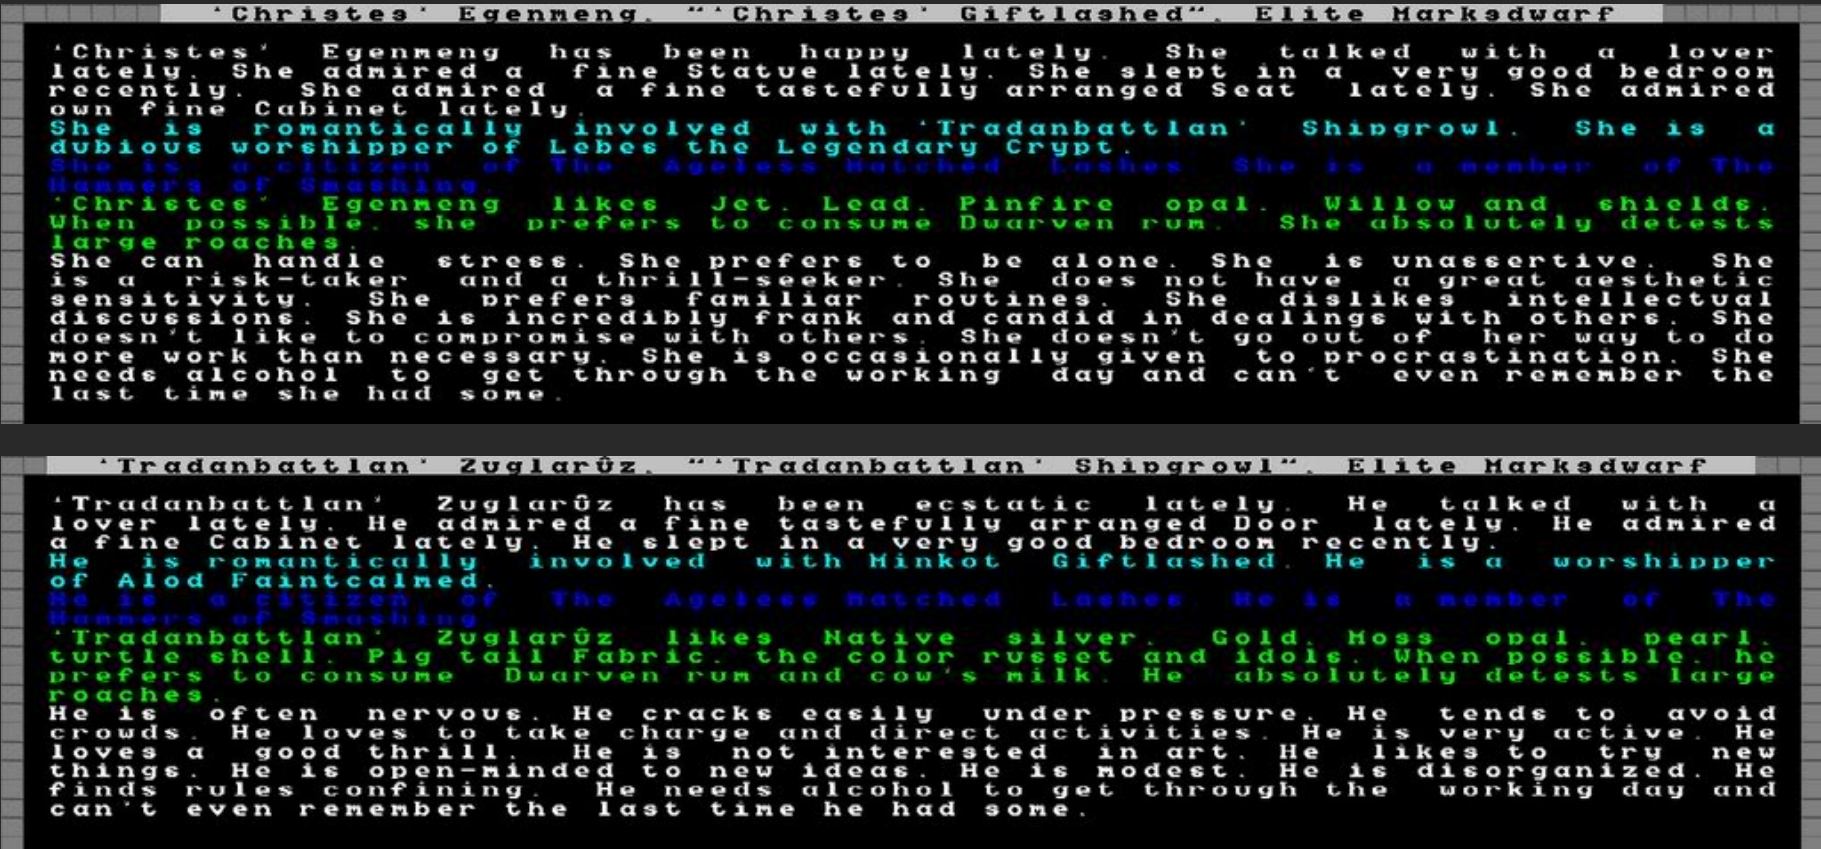 'Christes' Egenmeng, "'Christes' Giftlashed", Elite Marksdwarf
'Christes' Egenmeng has been happy lately. She talked with a lover
lately. She admired a fine Statue lately. She slept in a very good bedroom
recently. She admired a fine tastefully arranged Seat lately. She admired
own fine Cabinet lately.
She is romantically involved with 'Tradanbattlan' Shipgrowl. She is a
dubious worshipper of Lebes the Legendary Crypt.
She is a citizen of The Ageless Matched Lashes. She is a member of The
Hammers of Smashing.
'Christes' Egenmeng likes Jet, Lead, Pinfire opal, Willow and shields.
When possible, she prefers to consume Dwarven rum. She absolutely detests
large roaches.
She can handle stress. She prefers to be alone. She is unassertive. She
is a risk-taker and a thrill-seeker. She does not have a great aesthetic
sensitivity. She prefers familiar routines. She dislikes intellectual
discussions. She is incredibly frank and candid in dealings with others. She
doesn't like to compromise with others. She doesn't go out of her way to do
more work than necessary. She is occasionally given to procrastination. She
needs alcohol to get through the working day and can't even remember the
last time she had some.
'Tradanbattlan' Zuglarûz, "'Tradanbattlan' Shipgrowl", Elite Marksdwarf
'Tradanbattlan' Zuglarûz has been ecstatic lately. He talked with a
lover lately. He admired a fine tastefully arranged Door lately. He admired
a fine Cabinet lately. He slept in a very good bedroom recently.
He is romantically involved with Minkot Giftlashed. He is a worshipper
of Alod Faintcalmed.
He is a citizen of The Ageless Matched Lashes. He is a member of The
Hammers of Smashing.
'Tradanbattlan' Zuglarûz likes Native silver, Gold, Moss opal, pearl,
turtle shell, Pig tail Fabric, the color russet and idols. When possible, he
prefers to consume Dwarven rum and cow's milk. He absolutely detests large
roaches.
He is often nervous. He cracks easily under pressure. He tends to avoid
crowds. He loves to take charge and direct activities. He is very active. He
loves a good thrill. He is not interested in art. He likes to try new
things. He is open-minded to new ideas. He is modest. He is disorganized. He
finds rules confining. He needs alcohol to get through the working day and
can't even remember the last time he had some.